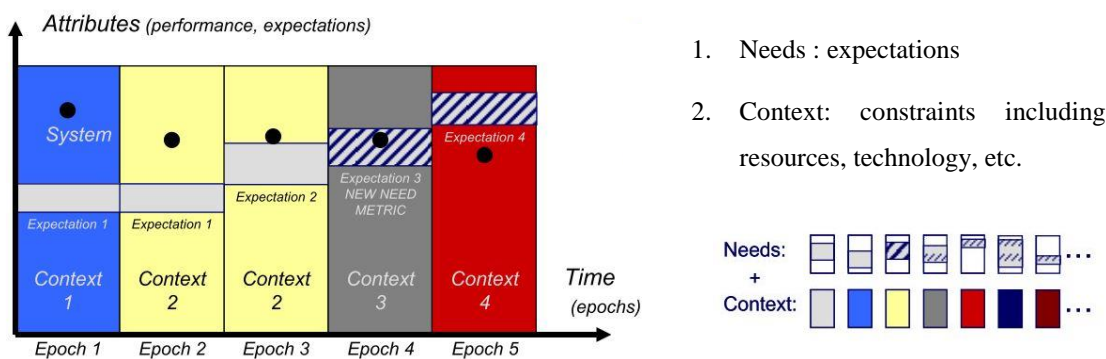 Attributes (performance, expectations)
System
Expectation 1
Expectation 1
Expectation 2
Expectation 3
NEW NEED
METRIC
Expectation 4
Context
1
Context
2
Context
2
Context
3
Context
4
Time
(epochs)
Epoch 1
Epoch 2
Epoch 3
Epoch 4
Epoch 5
1. Needs : expectations
2. Context: constraints including
resources, technology, etc.
Needs:
+
Context:
...
...